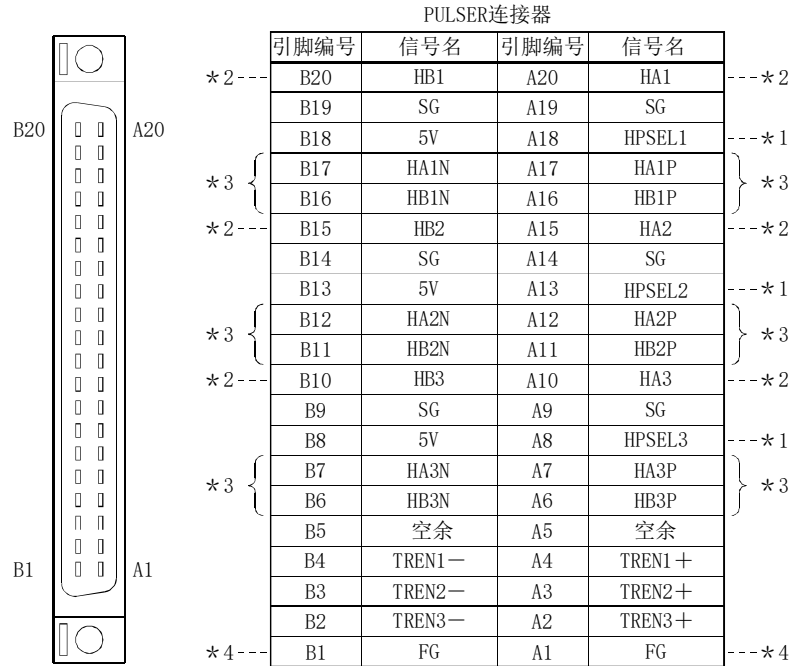 PULSER连接器
引脚编号 信号名 引脚编号 信号名
*2 B20 HB1 A20 HA1 *2
B19 SG A19 SG
B20 A20
B18 5V A18 HPSEL1 *1
B17 HA1N A17 HA1P
*3 *3
B16 HB1N A16 HB1P
*2 B15 HB2 A15 HA2 *2
B14 SG A14 SG
B13 5V A13 HPSEL2 *1
B12 HA2N A12 HA2P
*3 *3
B11 HB2N A11 HB2P
*2 B10 HB3 A10 HA3 *2
B9 SG A9 SG
B8 5V A8 HPSEL3 *1
B7 HA3N A7 HA3P
*3 *3
B6 HB3N A6 HB3P
B5 空余 A5 空余
B4 TREN1− A4 TREN1+
B1 A1
B3 TREN2− A3 TREN2+
B2 TREN3− A2 TREN3+
*4 B1 FG A1 FG *4